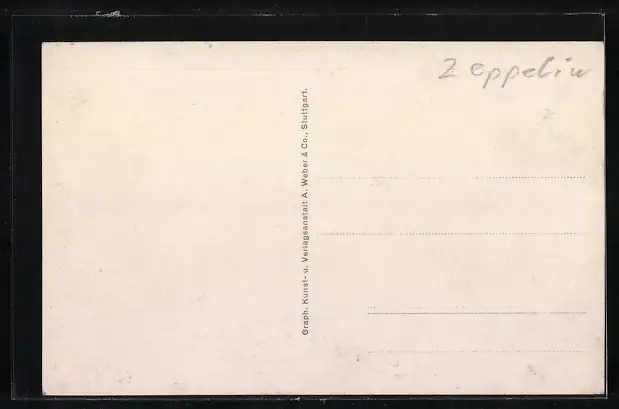 Zeppelin
Graph. Kunst- u. Verlagsanstalt A. Weber & Co., Stuttgart.